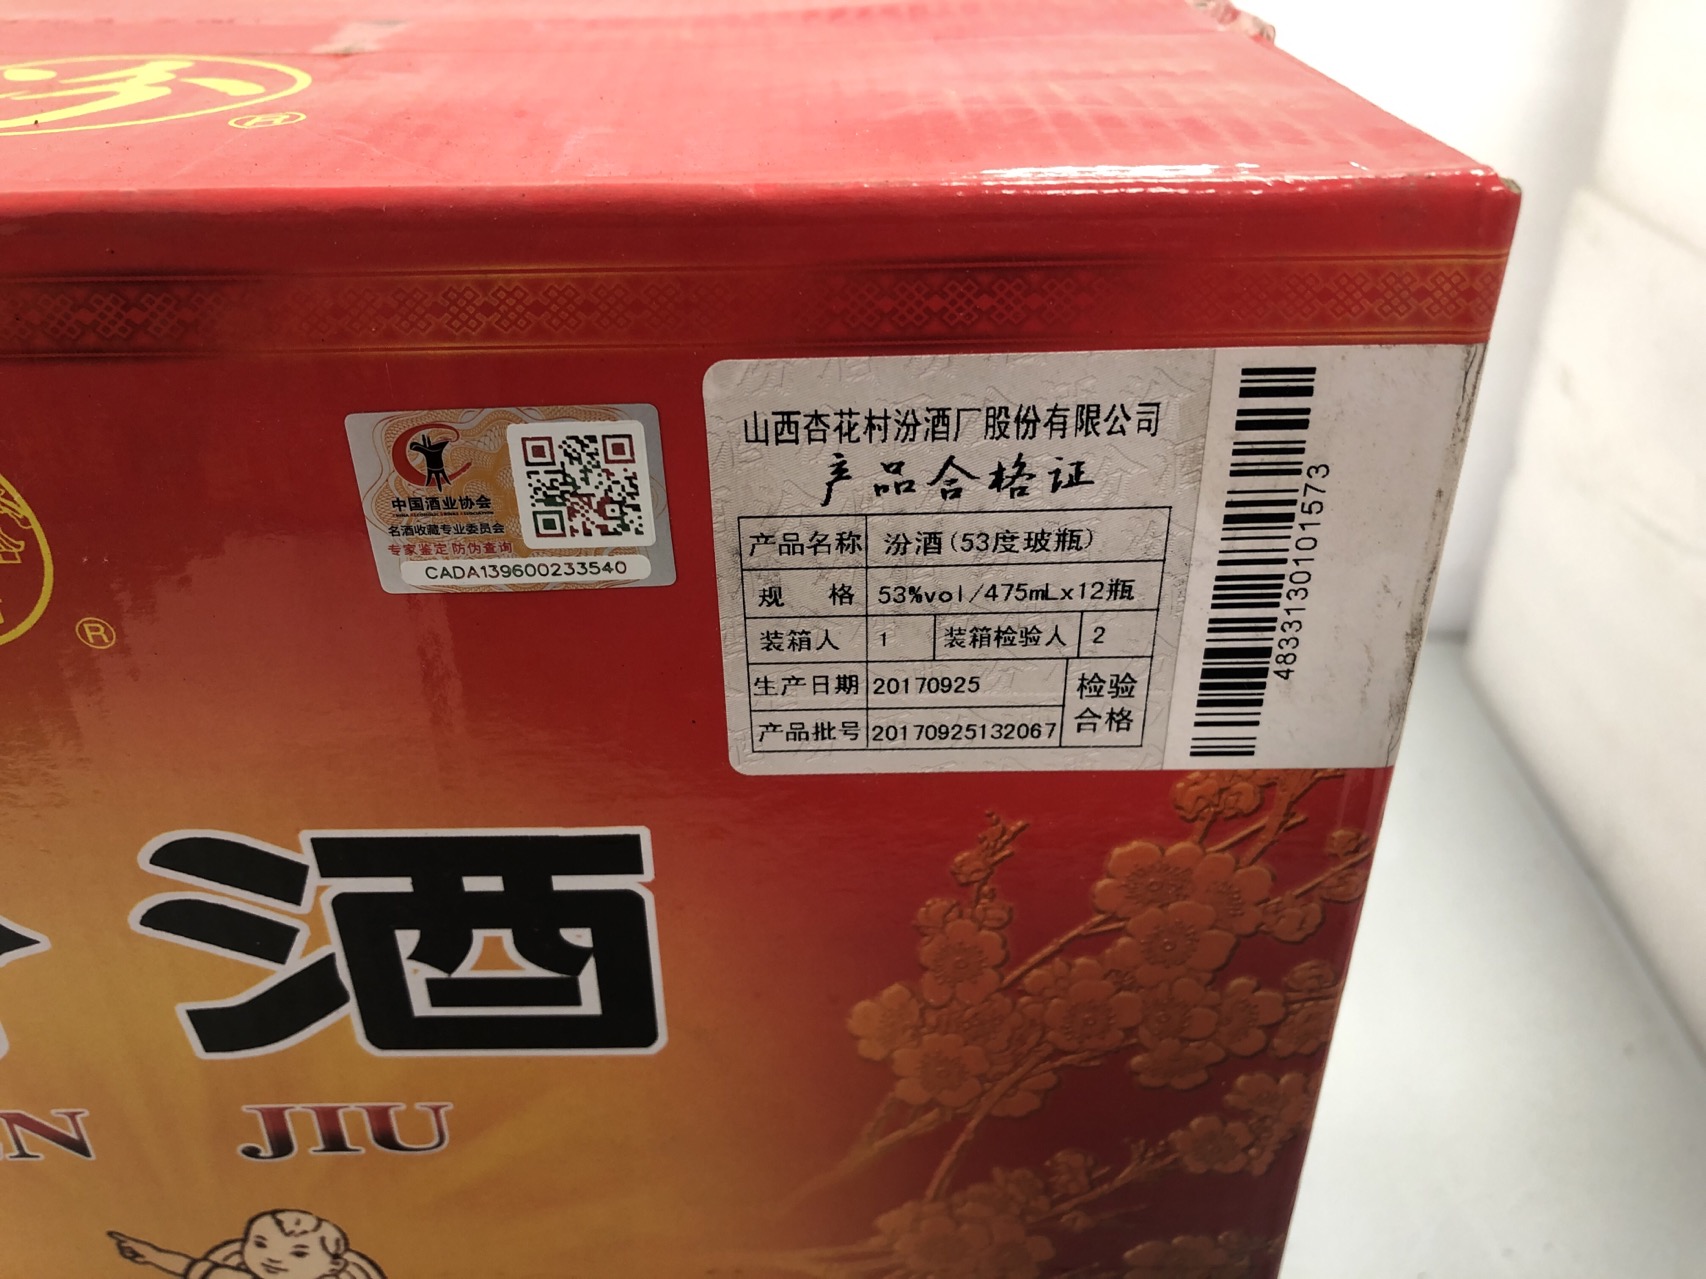 汾
®
®
中国酒业协会
名酒收藏专业委员会
专家鉴定 防伪查询
CADA139600233540
山西杏花村汾酒厂股份有限公司
产品合格证
产品名称 汾酒(53度玻瓶)
规 格 53%vol/475mLx12瓶
装箱人 1 装箱检验人 2
生产日期 20170925
产品批号 20170925132067
检验
合格
4833130101573
酒
EN JIU